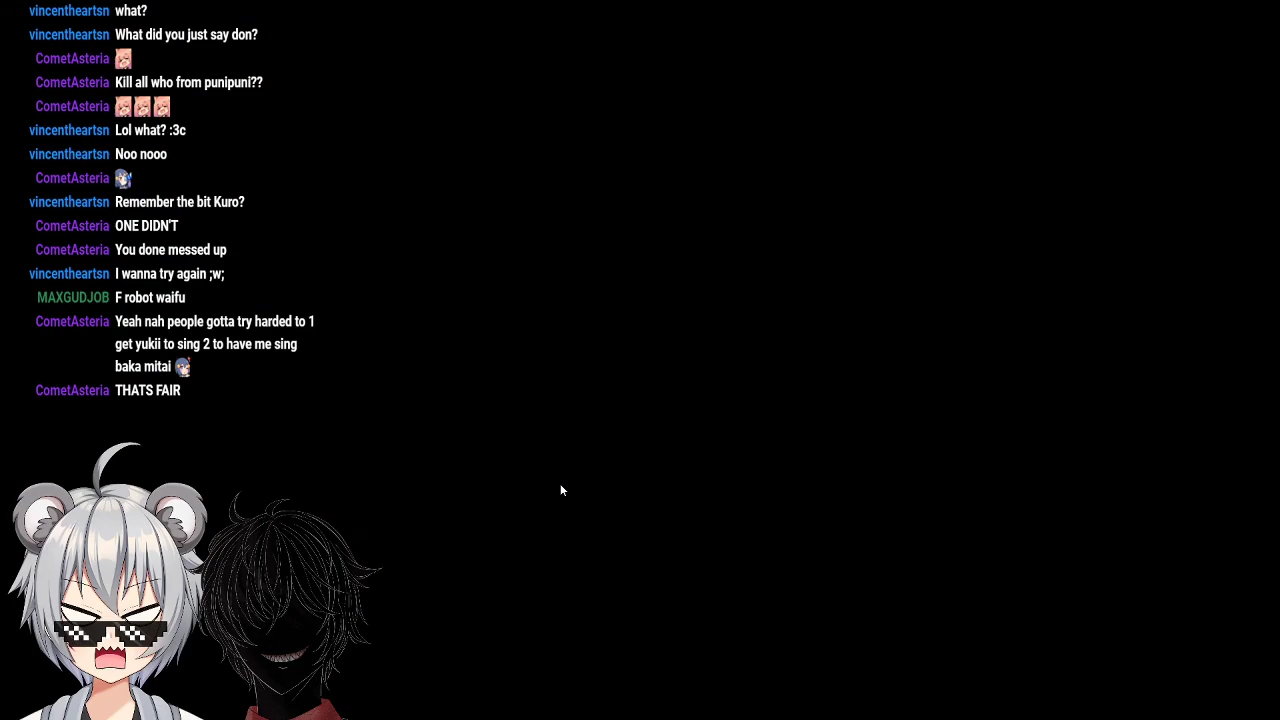 vincentheartsn what?
vincentheartsn What did you just say don?
CometAsteria
CometAsteria Kill all who from punipuni??
CometAsteria
vincentheartsn Lol what? :3c
vincentheartsn Noo nooo
CometAsteria
vincentheartsn Remember the bit Kuro?
CometAsteria ONE DIDN'T
CometAsteria You done messed up
vincentheartsn I wanna try again ;w;
MAXGUDJOB F robot waifu
CometAsteria Yeah nah people gotta try harded to 1
get yukii to sing 2 to have me sing
baka mitai
CometAsteria THATS FAIR